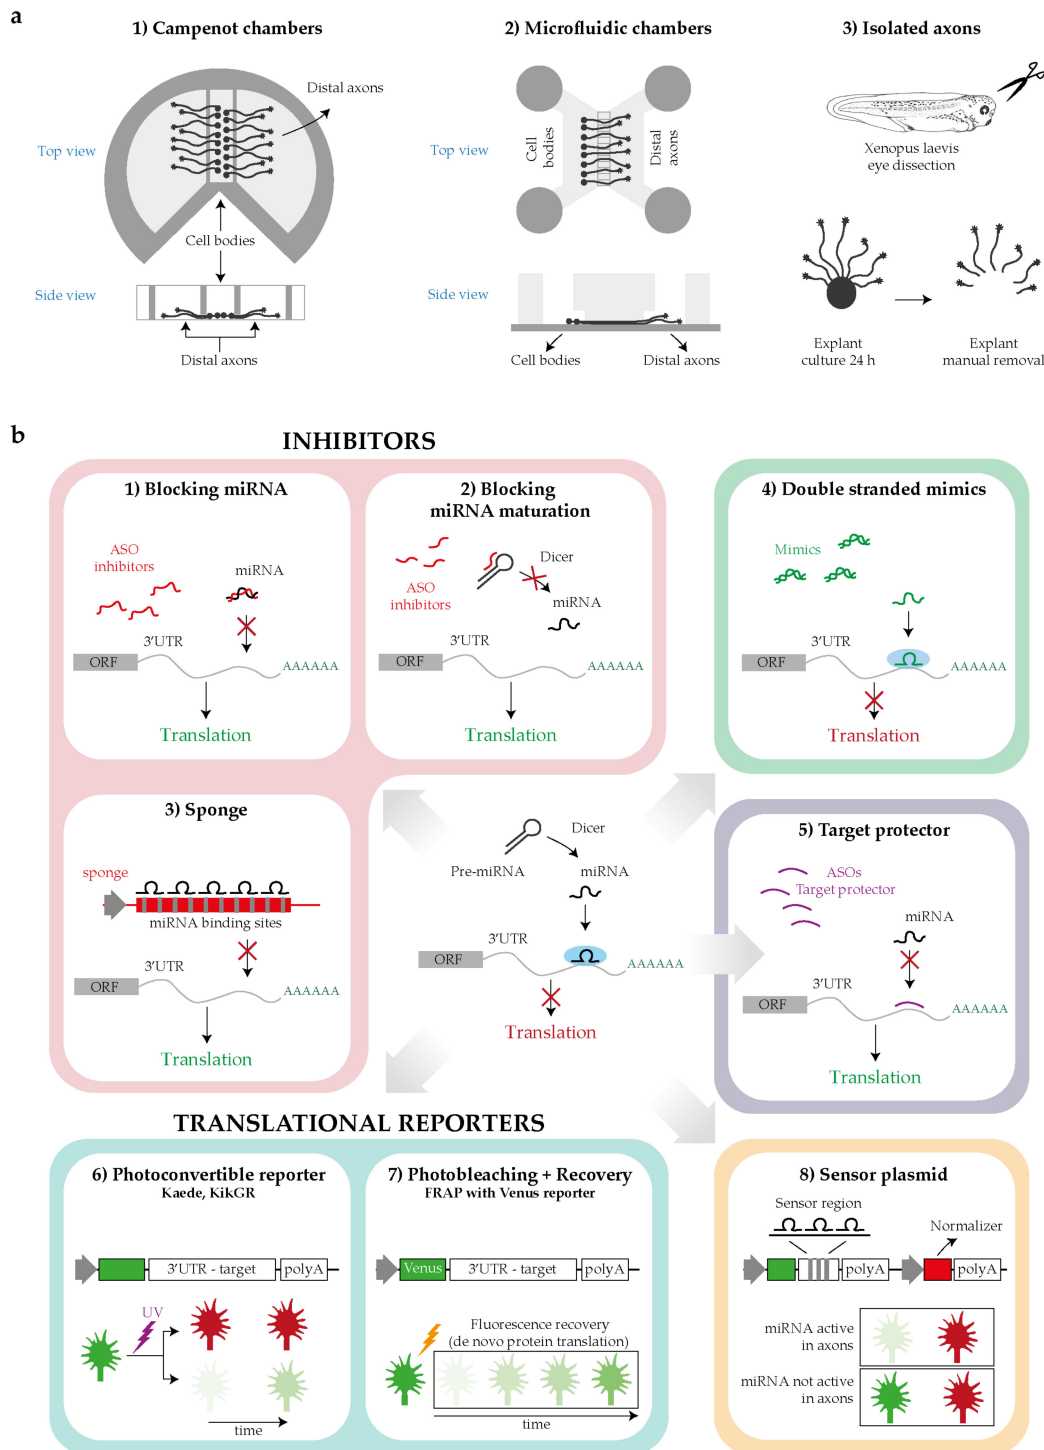 a
1) Campenot chambers
2) Microfluidic chambers
3) Isolated axons
Distal axons
Top view
Cell bodies
Side view
Distal axons
Top view
Cell
bodies
Distal
axons
Side view
Cell bodies
Distal axons
Xenopus laevis
eye dissection
Explant
culture 24 h
Explant
manual removal
b
INHIBITORS
1) Blocking miRNA
ASO
inhibitors
miRNA
3'UTR
ORF
AAAAAA
Translation
2) Blocking
miRNA maturation
Dicer
ASO
inhibitors
miRNA
3'UTR
ORF
AAAAAA
Translation
4) Double stranded mimics
Mimics
3'UTR
ORF
AAAAAA
Translation
3) Sponge
sponge
miRNA binding sites
3'UTR
ORF
AAAAAA
Translation
Dicer
Pre-miRNA
miRNA
3'UTR
ORF
AAAAAA
Translation
5) Target protector
ASOs
Target protector
miRNA
3'UTR
ORF
AAAAAA
Translation
TRANSLATIONAL REPORTERS
6) Photoconvertible reporter
Kaede, KikGR
3'UTR - target
polyA
UV
time
7) Photobleaching + Recovery
FRAP with Venus reporter
Venus
3'UTR - target
polyA
Fluorescence recovery
(de novo protein translation)
time
8) Sensor plasmid
Sensor region
Normalizer
polyA
polyA
miRNA active
in axons
miRNA not active
in axons